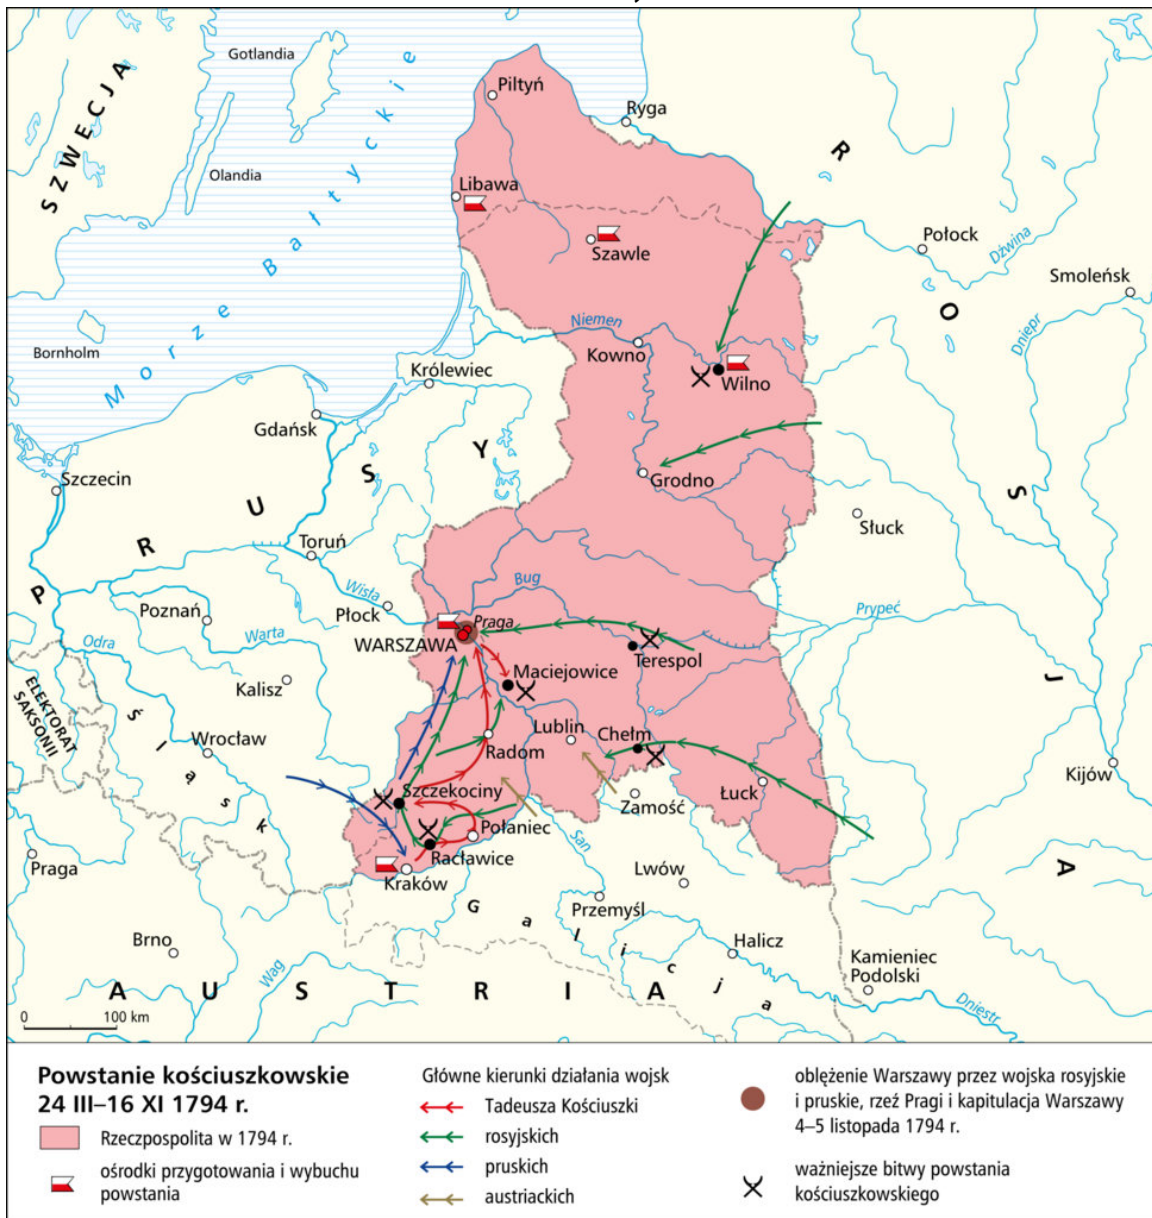 Gotlandia
SZWECJA
Olandia
Bornholm
Morze Bałtyckie
Piltyń
Ryga
Libawa
Szawle
Połock
Dźwina
Smoleńsk
Dniepr
ROSJA
Niemen
Kowno
Wilno
Królewiec
Gdańsk
Szczecin
PRUSY
Grodno
Słuck
Toruń
Bug
Wisła
Płock
Poznań
Prypeć
Praga
WARSZAWA
Odra
Warta
Terespol
Maciejowice
Kalisz
ELEKTORAT
SAKSONII
Śląsk
Wrocław
Lublin
Chełm
Radom
Kijów
Szczekociny
Zamość
Łuck
Połaniec
San
Racławice
Praga
Kraków
Lwów
Przemyśl
Galicja
Brno
Halicz
Kamieniec
Podolski
Wag
AUSTRIA
Dniestr
0 100 km
Powstanie kościuszkowskie
24 III–16 XI 1794 r.
Rzeczpospolita w 1794 r.
ośrodki przygotowania i wybuchu
powstania
Główne kierunki działania wojsk
Tadeusza Kościuszki
rosyjskich
pruskich
austriackich
oblężenie Warszawy przez wojska rosyjskie
i pruskie, rzeź Pragi i kapitulacja Warszawy
4–5 listopada 1794 r.
ważniejsze bitwy powstania
kościuszkowskiego